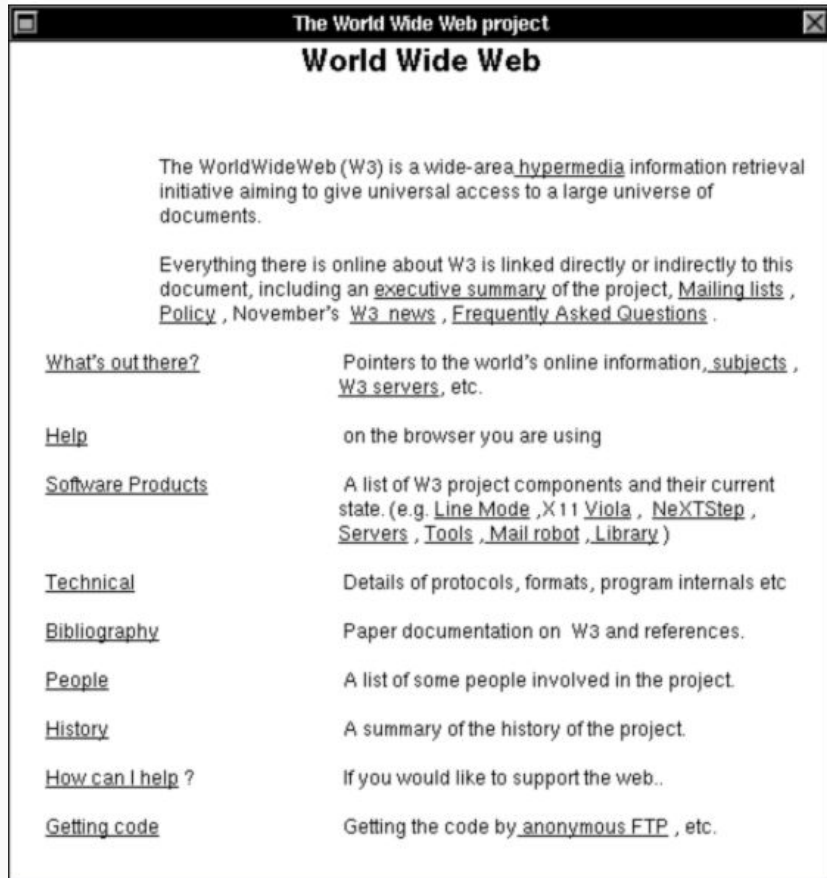 The World Wide Web project
World Wide Web
The WorldWideWeb (W3) is a wide-area hypermedia information retrieval
initiative aiming to give universal access to a large universe of
documents.
Everything there is online about W3 is linked directly or indirectly to this
document, including an executive summary of the project, Mailing lists ,
Policy , November's W3 news , Frequently Asked Questions .
What's out there? Pointers to the world's online information, subjects ,
W3 servers, etc.
Help on the browser you are using
Software Products A list of W3 project components and their current
state. (e.g. Line Mode ,X11 Viola , NeXTStep ,
Servers , Tools , Mail robot , Library )
Technical Details of protocols, formats, program internals etc
Bibliography Paper documentation on W3 and references.
People A list of some people involved in the project.
History A summary of the history of the project.
How can I help ? If you would like to support the web..
Getting code Getting the code by anonymous FTP , etc.